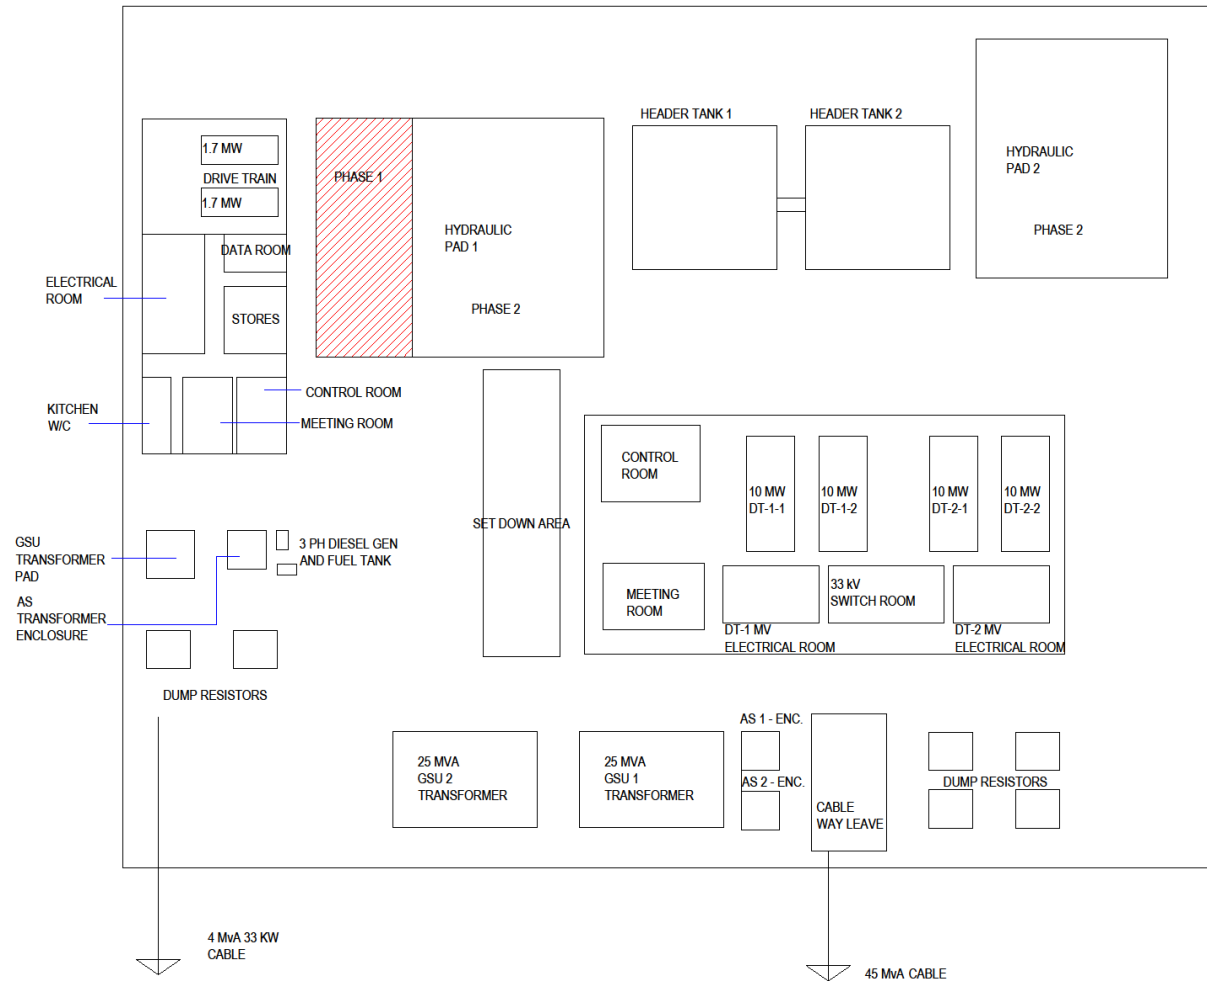 HEADER TANK 1
HEADER TANK 2
1.7 MW
DRIVE TRAIN
1.7 MW
PHASE 1
HYDRAULIC
PAD 1
PHASE 2
HYDRAULIC
PAD 2
PHASE 2
DATA ROOM
ELECTRICAL
ROOM
STORES
CONTROL ROOM
KITCHEN
W/C
MEETING ROOM
CONTROL
ROOM
10 MW
DT-1-1
10 MW
DT-1-2
10 MW
DT-2-1
10 MW
DT-2-2
SET DOWN AREA
GSU
TRANSFORMER
PAD
3 PH DIESEL GEN
AND FUEL TANK
AS
TRANSFORMER
ENCLOSURE
MEETING
ROOM
33 kV
SWITCH ROOM
DT-1 MV
ELECTRICAL ROOM
DT-2 MV
ELECTRICAL ROOM
DUMP RESISTORS
25 MVA
GSU 2
TRANSFORMER
25 MVA
GSU 1
TRANSFORMER
AS 1 - ENC.
AS 2 - ENC.
CABLE
WAY LEAVE
DUMP RESISTORS
4 MvA 33 KW
CABLE
45 MvA CABLE